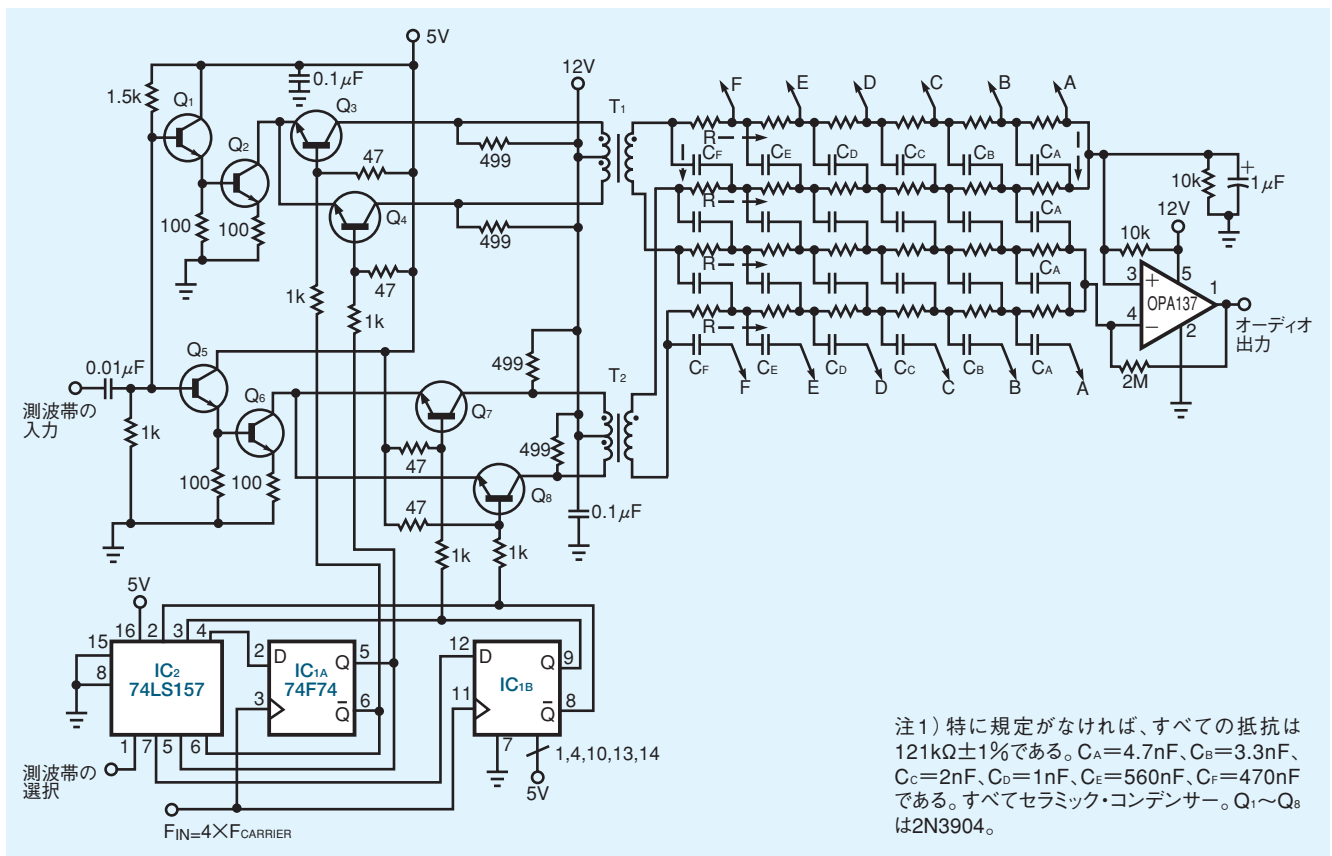 5V
0.1μF
12V
1.5k
Q1
Q3
T1
F
E
D
C
B
A
Q2
47
499
R
CF
CE
CD
CC
CB
CA
10k
1μF
+
12V
100
100
Q4
499
R
CA
10k
47
3
+
5
1
OPA137
4
−
2
オーディオ
出力
1k
1k
R
CA
0.01μF
Q5
499
R
2M
測波帯の
入力
Q6
Q7
T2
CF
F
CE
E
CD
D
CC
C
CB
B
CA
A
1k
47
499
100
100
Q8
47
0.1μF
1k
1k
5V
16
2
3
4
15
8
IC2
74LS157
2
D
IC1A
74F74
Q
5
3
Q̄
6
12
D
IC1B
Q
9
11
Q̄
8
1
7
5
6
7
1,4,10,13,14
5V
測波帯の
選択
FIN=4×FCARRIER
注1）特に規定がなければ、すべての抵抗は
121kΩ±1％である。CA=4.7nF、CB=3.3nF、
CC=2nF、CD=1nF、CE=560nF、CF=470nF
である。すべてセラミック・コンデンサー。Q1〜Q8
は2N3904。